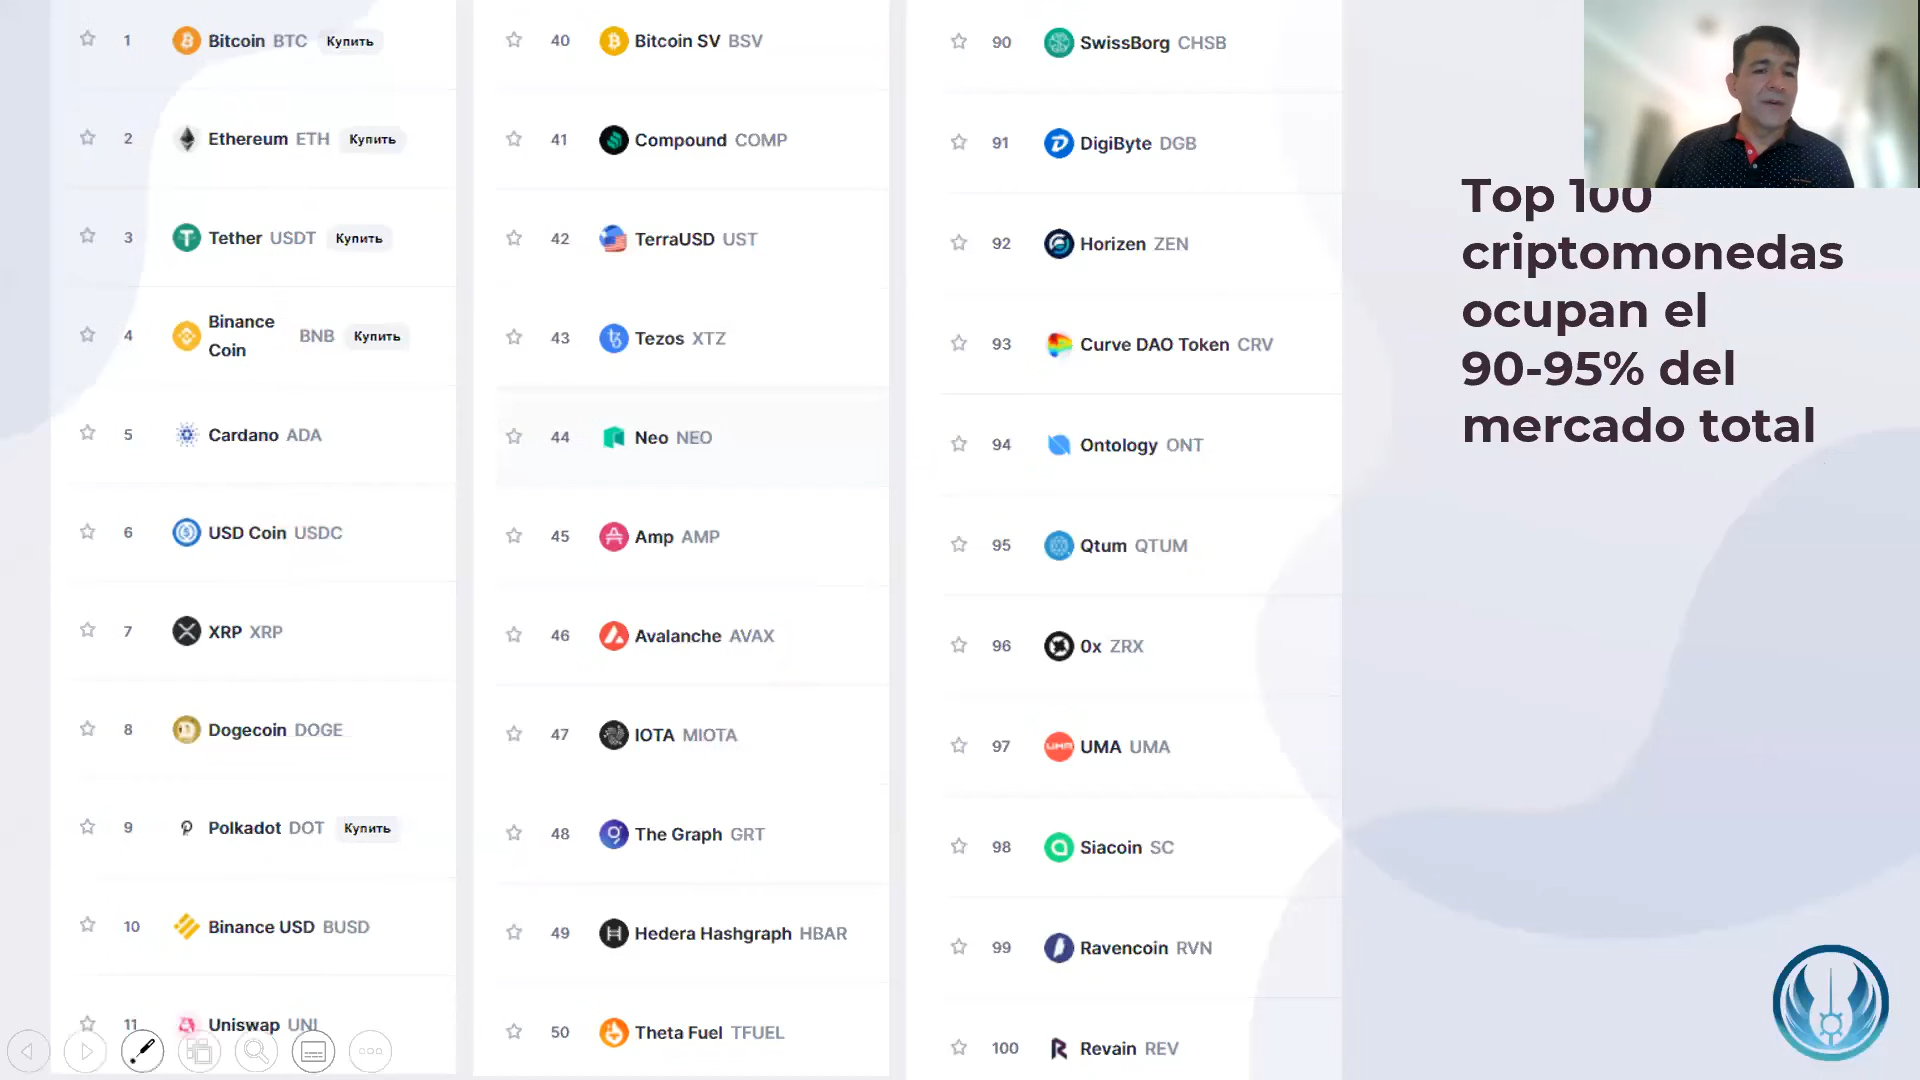 1 Bitcoin BTC Купить
2 Ethereum ETH Купить
3 Tether USDT Купить
4 Binance Coin BNB Купить
5 Cardano ADA
6 USD Coin USDC
7 XRP XRP
8 Dogecoin DOGE
9 Polkadot DOT Купить
10 Binance USD BUSD
11 Uniswap UNI
40 Bitcoin SV BSV
41 Compound COMP
42 TerraUSD UST
43 Tezos XTZ
44 Neo NEO
45 Amp AMP
46 Avalanche AVAX
47 IOTA MIOTA
48 The Graph GRT
49 Hedera Hashgraph HBAR
50 Theta Fuel TFUEL
90 SwissBorg CHSB
91 DigiByte DGB
92 Horizen ZEN
93 Curve DAO Token CRV
94 Ontology ONT
95 Qtum QTUM
96 0x ZRX
97 UMA UMA
98 Siacoin SC
99 Ravencoin RVN
100 Revain REV
Top 100
criptomonedas
ocupan el
90-95% del
mercado total